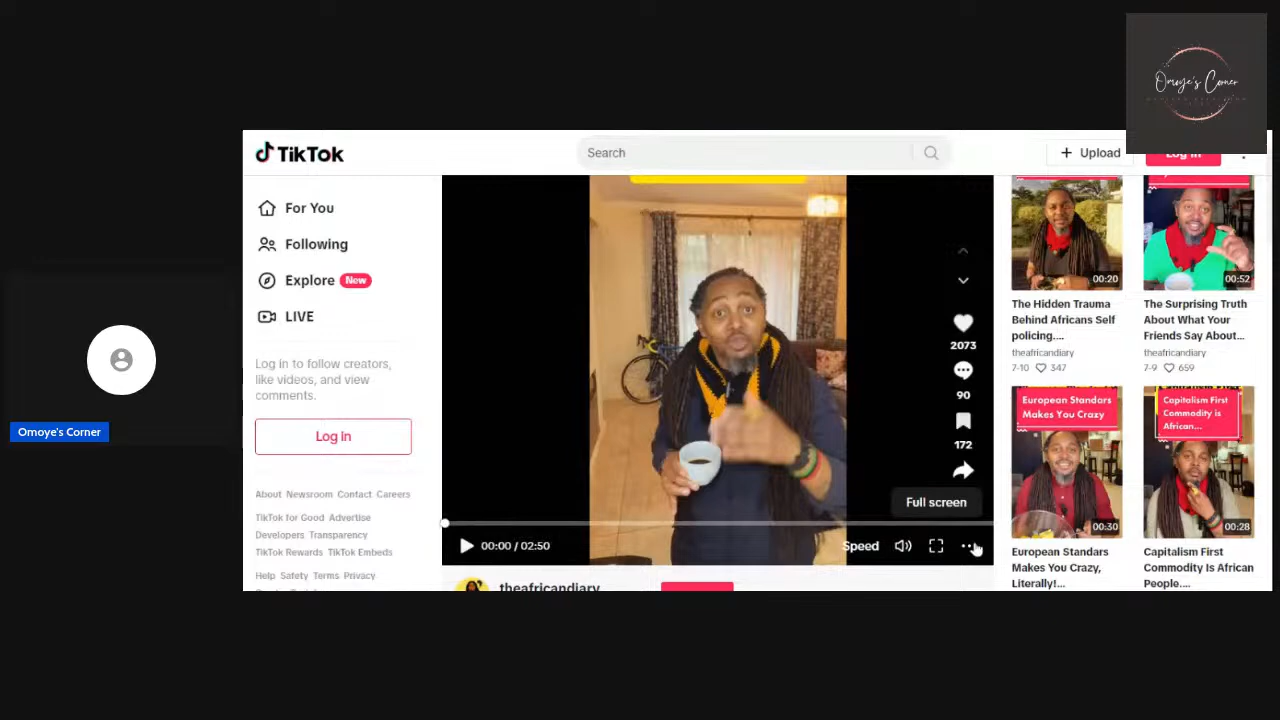 Omoye's Corner
TikTok
Search
Upload
Log in
For You
Following
Explore New
LIVE
Log in to follow creators,
like videos, and view
comments.
Log in
About Newsroom Contact Careers
TikTok for Good Advertise
Developers Transparency
TikTok Rewards TikTok Embeds
Help Safety Terms Privacy
Omoye's Corner
2073
90
172
Full screen
00:00 / 02:50
Speed
theafricandiary
00:20
The Hidden Trauma
Behind Africans Self
policing....
theafricandiary
7-10 347
00:52
The Surprising Truth
About What Your
Friends Say About...
theafricandiary
7-9 659
European Standars
Makes You Crazy
00:30
European Standars
Makes You Crazy,
Literally!...
Capitalism First
Commodity is
African...
00:28
Capitalism First
Commodity Is African
People....